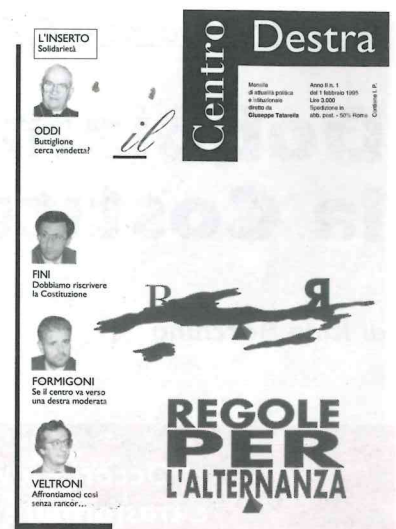 L'INSERTO
Solidarietà
ODDI
Buttiglione
cerca vendetta?
il
Centro
Destra
Mensile
di attualità politica
e istituzionale
diretto da
Giuseppe Tatarella
Anno II n. 1
del 1 febbraio 1995
Lire 3.000
Spedizione in
abb. post. - 50% Roma
Contiene I. P.
FINI
Dobbiamo riscrivere
la Costituzione
FORMIGONI
Se il centro va verso
una destra moderata
VELTRONI
Affrontiamoci così
senza rancor...
R
R
REGOLE
PER
L'ALTERNANZA